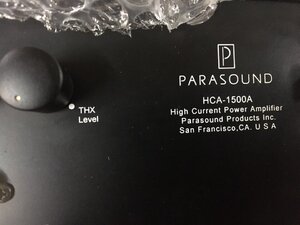 P
PARASOUND
HCA-1500A
High Current Power Amplifier
Parasound Products Inc.
San Francisco,CA. U S A
THX
Level